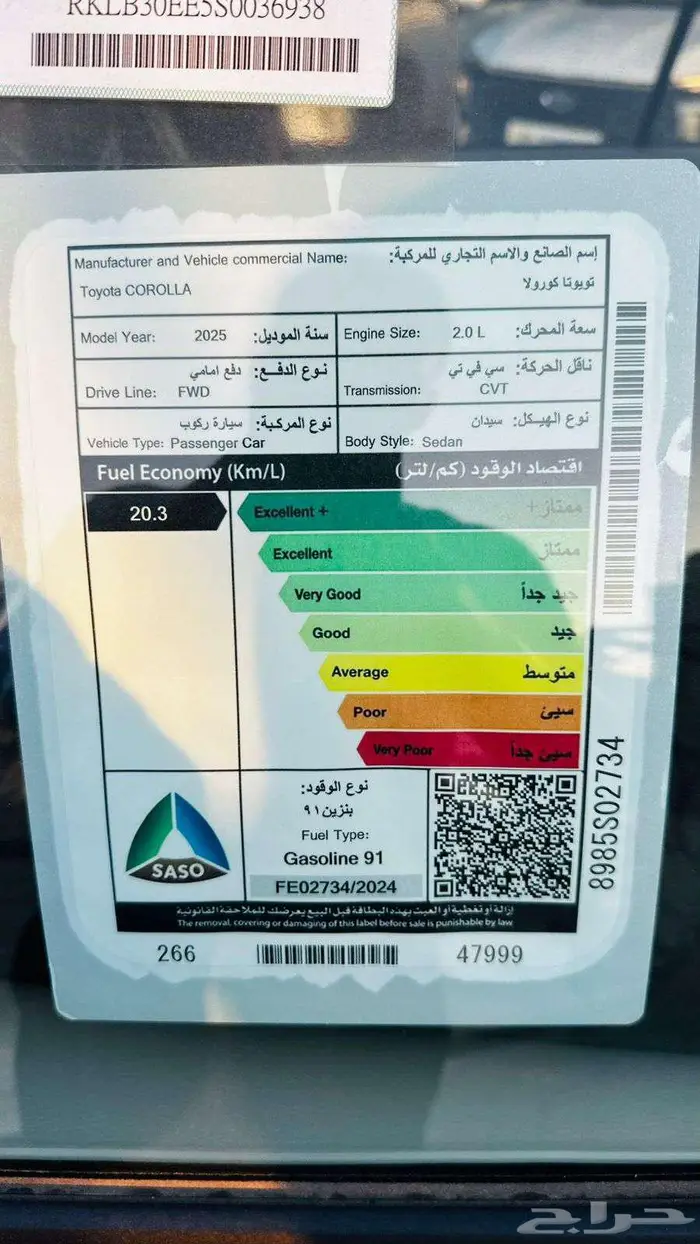 RKLB30EE5S0036938
Manufacturer and Vehicle commercial Name: إسم الصانع والاسم التجاري للمركبة:
Toyota COROLLA تويوتا كورولا
Model Year: 2025 سنة الموديل: Engine Size: 2.0 L سعة المحرك:
نوع الدفـــع: دفع امامي ناقل الحركة: سي في تي
Drive Line: FWD Transmission: CVT
نوع المركبة: سيارة ركوب نوع الهيـكل: سيدان
Vehicle Type: Passenger Car Body Style: Sedan
Fuel Economy (Km/L) اقتصاد الوقود (كم/لتر)
20.3 Excellent + ممتاز+
Excellent ممتاز
Very Good جيد جداً
Good جيد
Average متوسط
Poor سيئ
Very Poor سيئ جداً
نوع الوقود:
بنزين ٩١
Fuel Type:
Gasoline 91
FE02734/2024
SASO
إزالة أو تغطية أو العبث بهذه البطاقة قبل البيع يعرضك للملاحقة القانونية
The removal, covering or damaging of this label before sale is punishable by law
266 47999
8985S02734
حراج